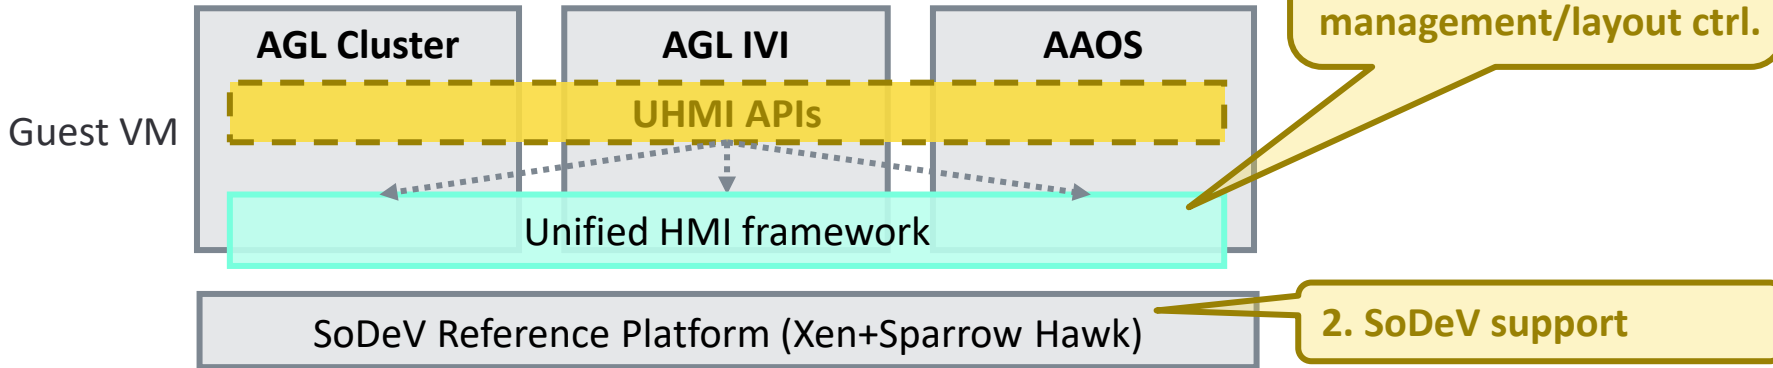 management/layout ctrl.
AGL Cluster
AGL IVI
AAOS
UHMI APIs
Guest VM
Unified HMI framework
SoDeV Reference Platform (Xen+Sparrow Hawk)
2. SoDeV support